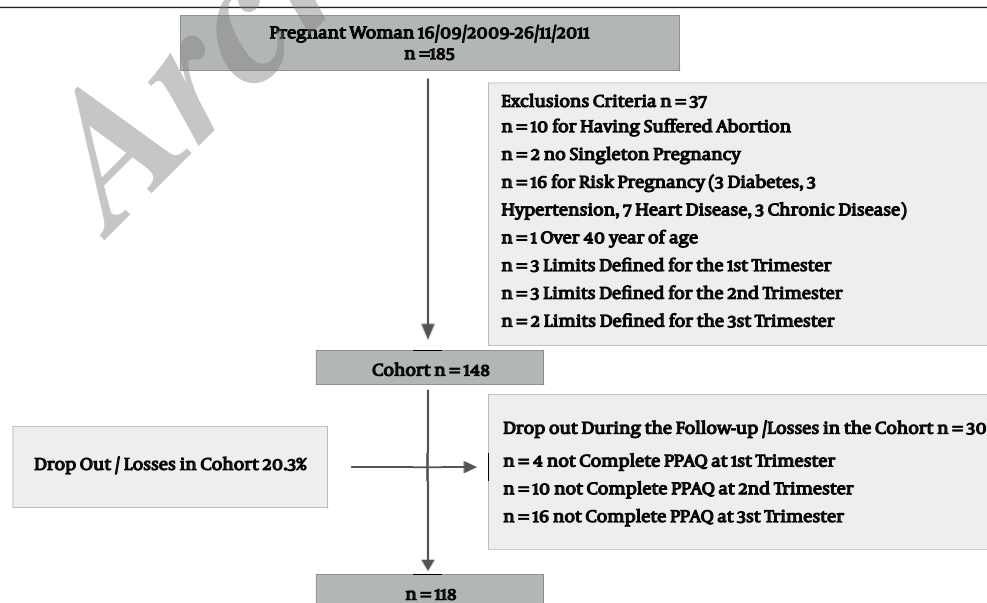 Pregnant Woman 16/09/2009-26/11/2011
n =185
Exclusions Criteria n = 37
n = 10 for Having Suffered Abortion
n = 2 no Singleton Pregnancy
n = 16 for Risk Pregnancy (3 Diabetes, 3
Hypertension, 7 Heart Disease, 3 Chronic Disease)
n = 1 Over 40 year of age
n = 3 Limits Defined for the 1st Trimester
n = 3 Limits Defined for the 2nd Trimester
n = 2 Limits Defined for the 3st Trimester
Cohort n = 148
Drop out During the Follow-up /Losses in the Cohort n = 30
Drop Out / Losses in Cohort 20.3%
n = 4 not Complete PPAQ at 1st Trimester
n = 10 not Complete PPAQ at 2nd Trimester
n = 16 not Complete PPAQ at 3st Trimester
n = 118
Arc